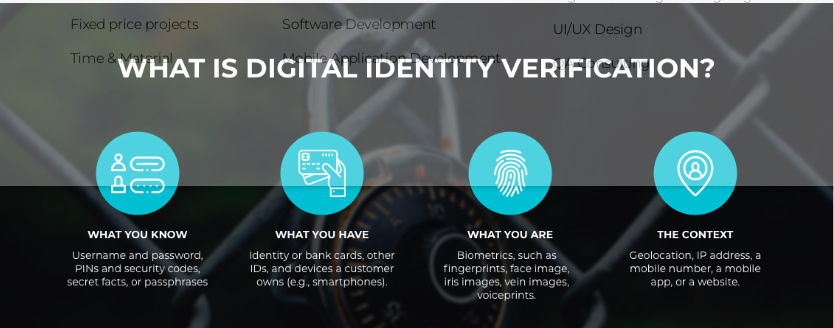 Fixed price projects
Software Development
UI/UX Design
Time & Material
Mobile Application Development
WHAT IS DIGITAL IDENTITY VERIFICATION?
WHAT YOU KNOW
Username and password,
PINs and security codes,
secret facts, or passphrases
WHAT YOU HAVE
Identity or bank cards, other
IDs, and devices a customer
owns (e.g., smartphones).
WHAT YOU ARE
Biometrics, such as
fingerprints, face image,
iris images, vein images,
voiceprints.
THE CONTEXT
Geolocation, IP address, a
mobile number, a mobile
app, or a website.